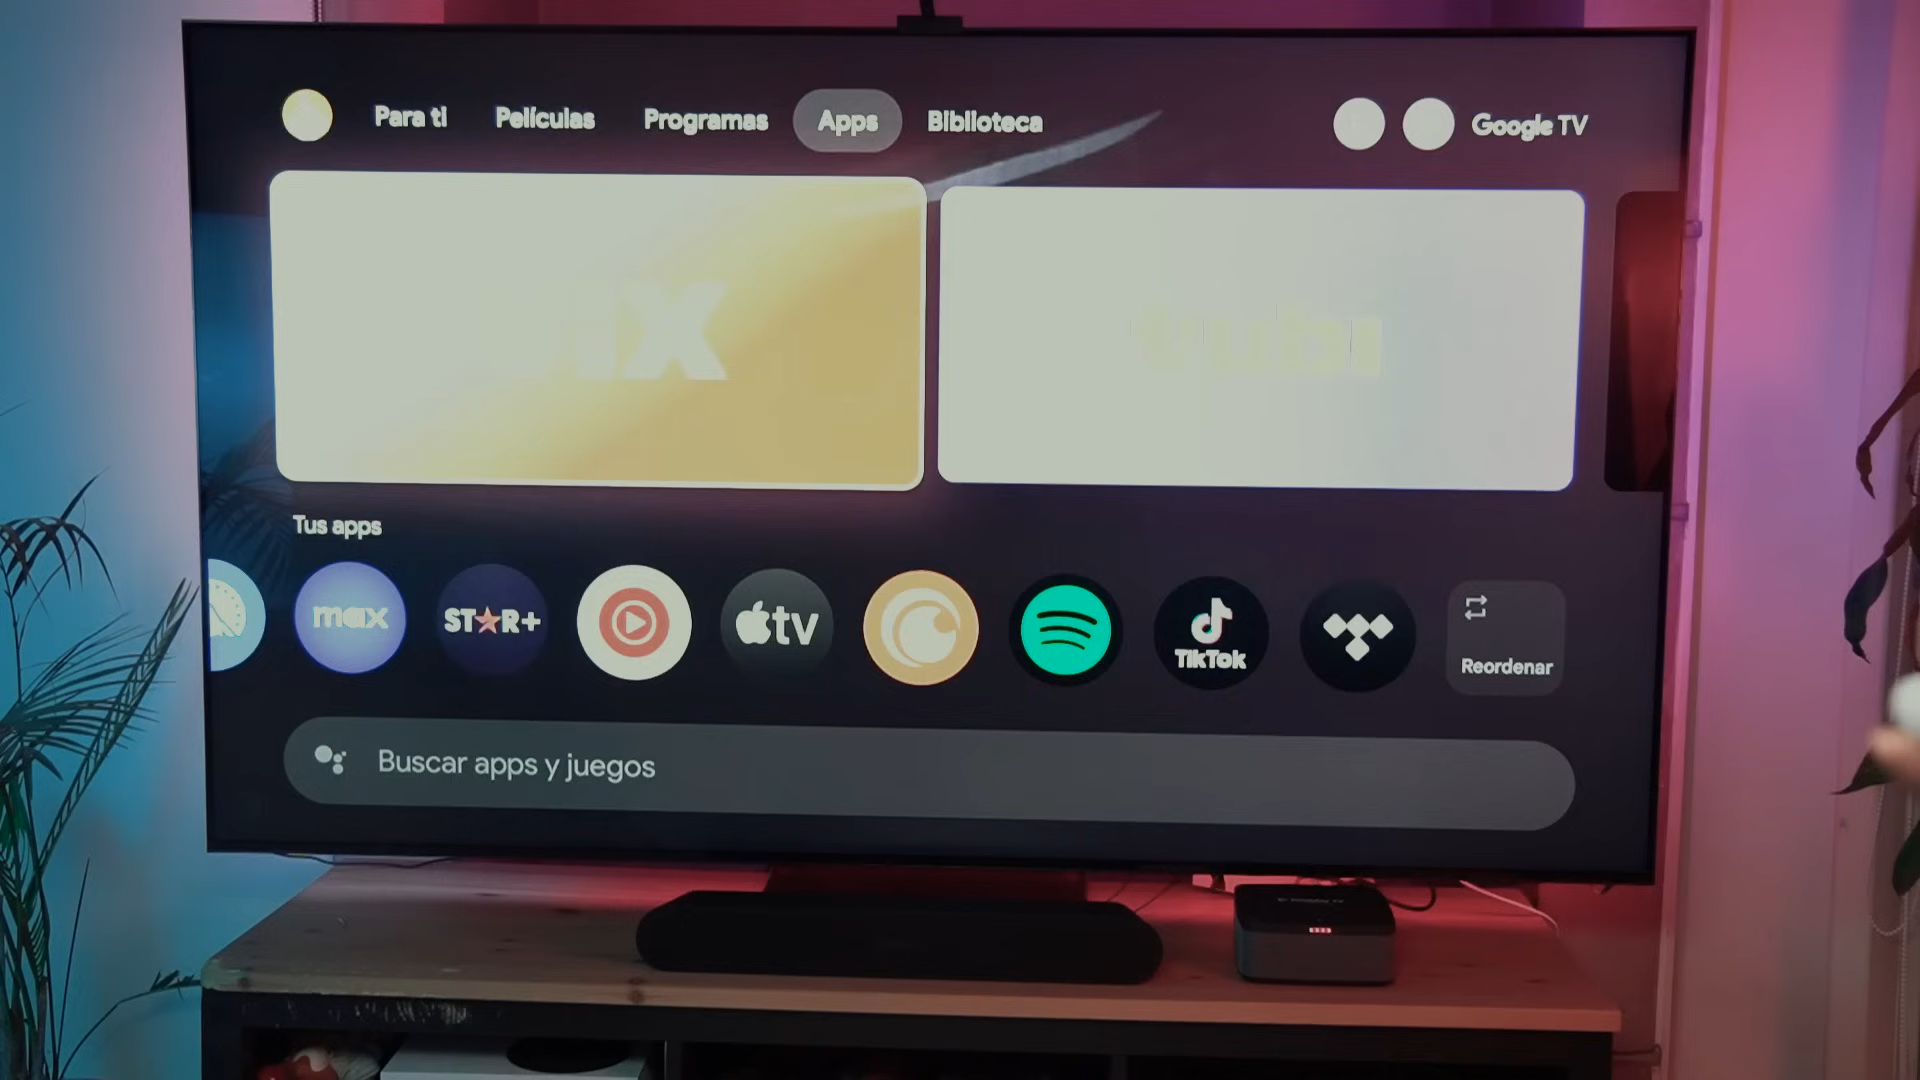 Para ti
Películas
Programas
Apps
Biblioteca
Google TV
Tus apps
max
ST★R+
tv
TikTok
Reordenar
Buscar apps y juegos